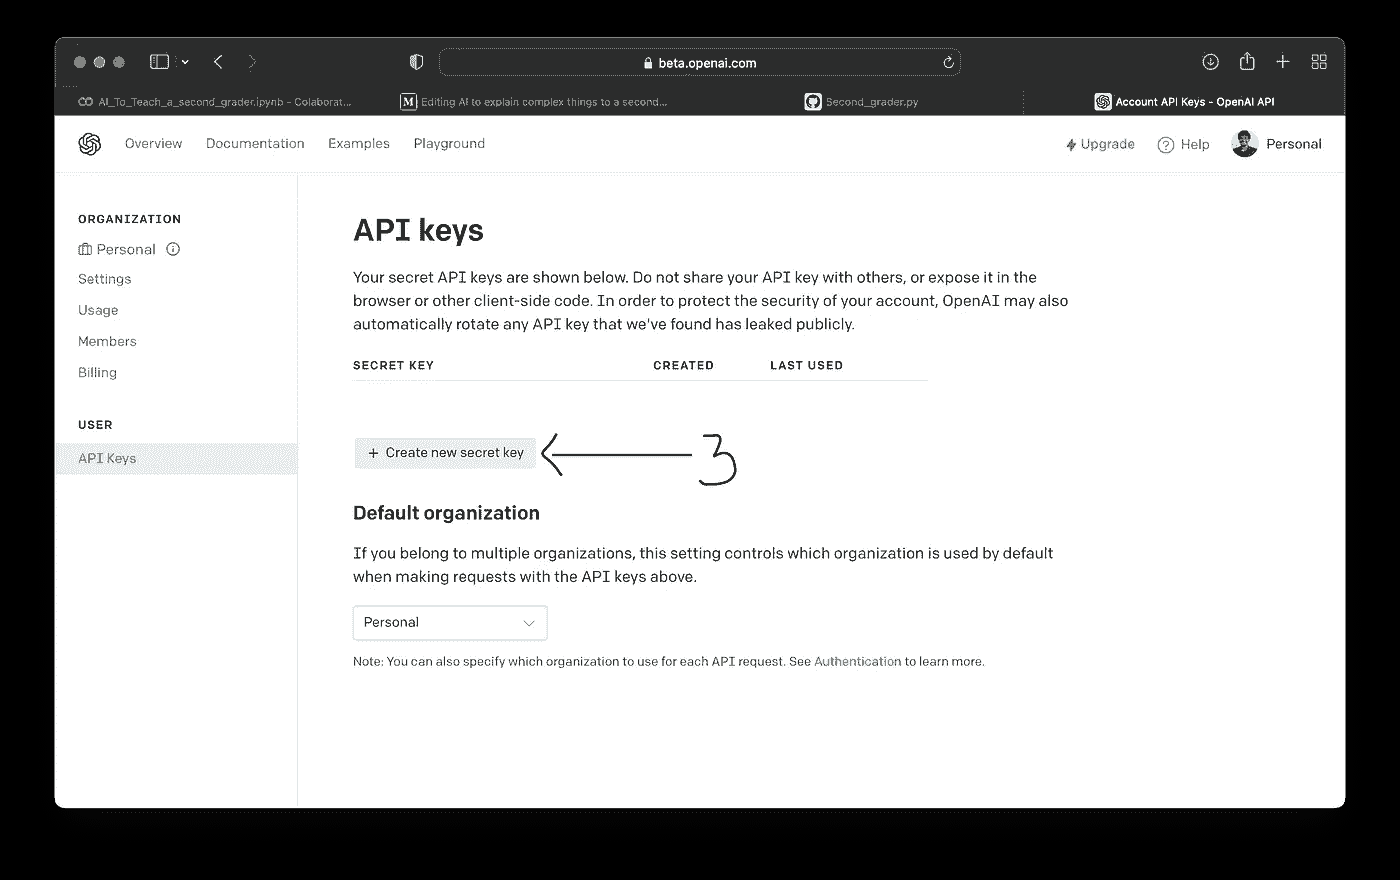 beta.openai.com
AI_To_Teach_a_second_grader.ipynb - Colaborat...
M Editing AI to explain complex things to a second...
Second_grader.py
Account API Keys - OpenAI API
Overview Documentation Examples Playground
Upgrade Help Personal
ORGANIZATION
Personal
Settings
Usage
Members
Billing
USER
API Keys
API keys
Your secret API keys are shown below. Do not share your API key with others, or expose it in the
browser or other client-side code. In order to protect the security of your account, OpenAI may also
automatically rotate any API key that we've found has leaked publicly.
SECRET KEY CREATED LAST USED
+ Create new secret key
3
Default organization
If you belong to multiple organizations, this setting controls which organization is used by default
when making requests with the API keys above.
Personal
Note: You can also specify which organization to use for each API request. See Authentication to learn more.